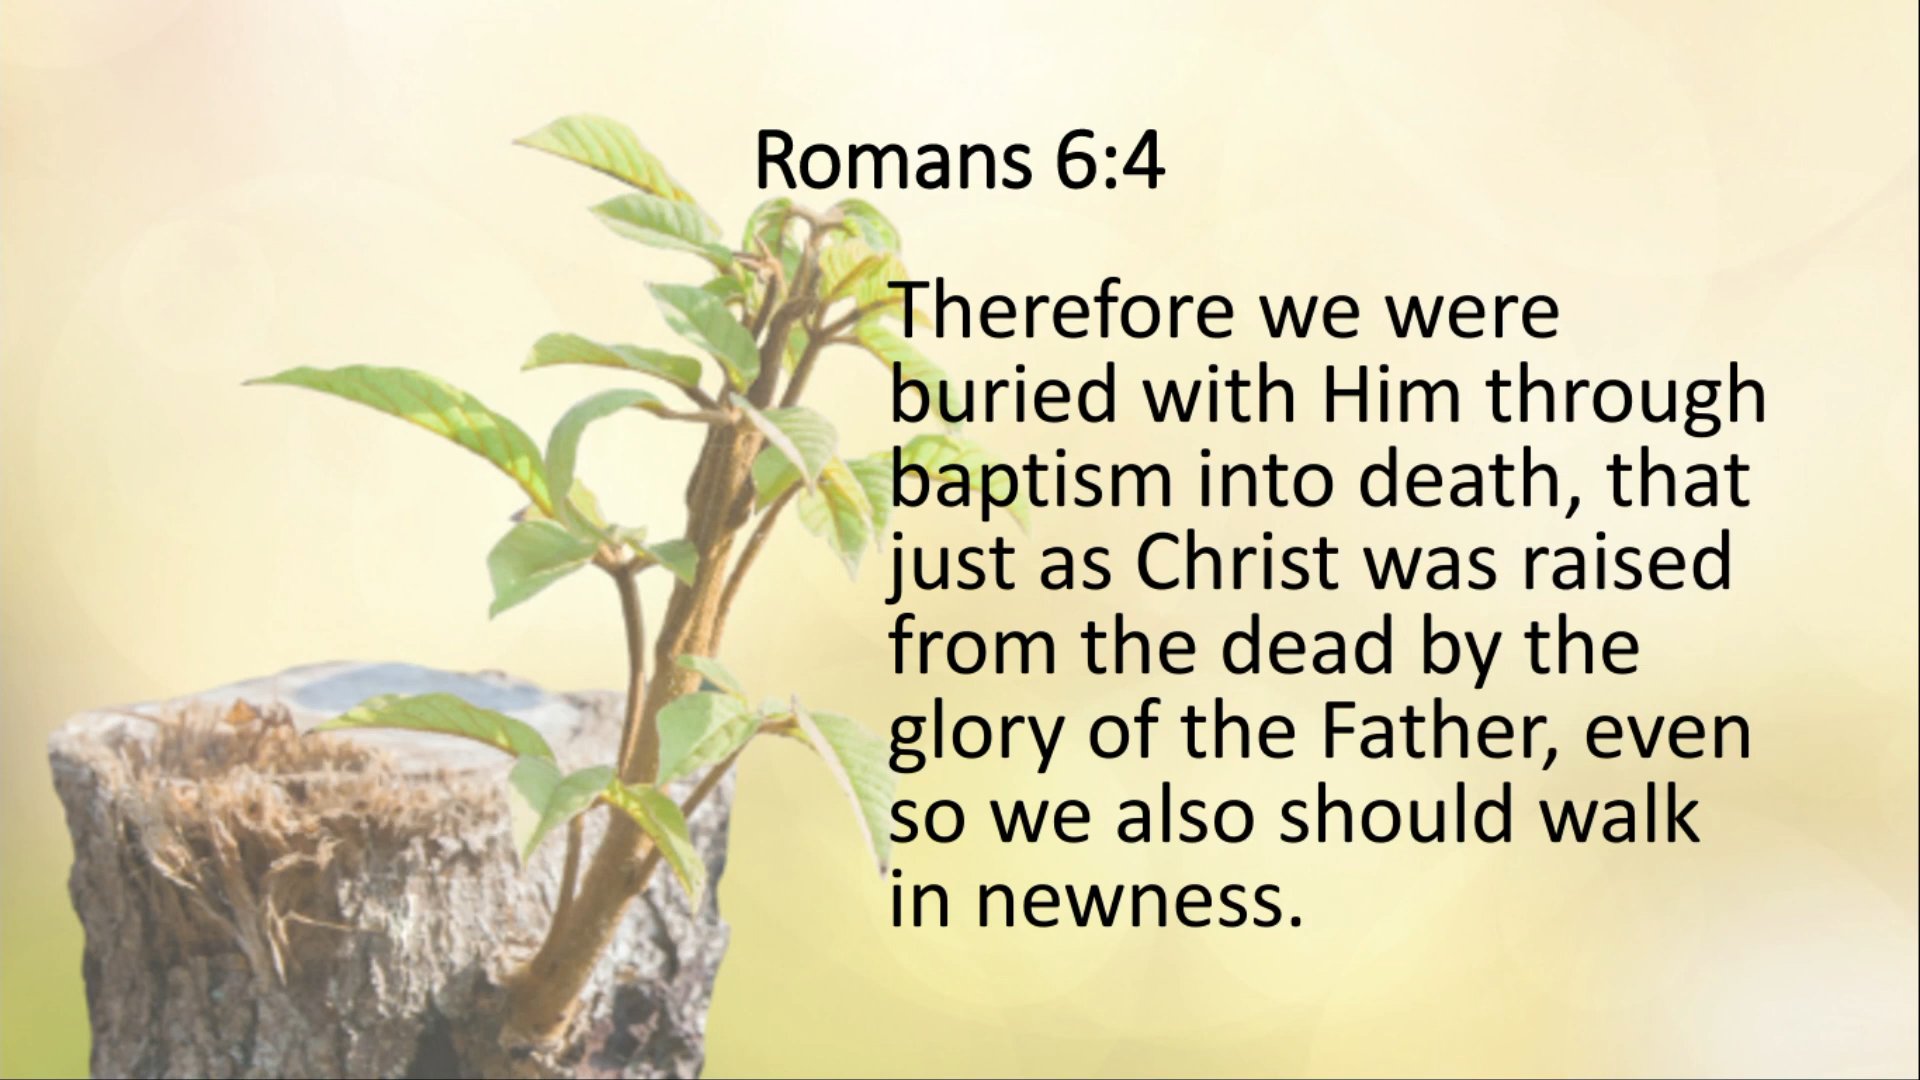 Romans 6:4
Therefore we were
buried with Him through
baptism into death, that
just as Christ was raised
from the dead by the
glory of the Father, even
so we also should walk
in newness.